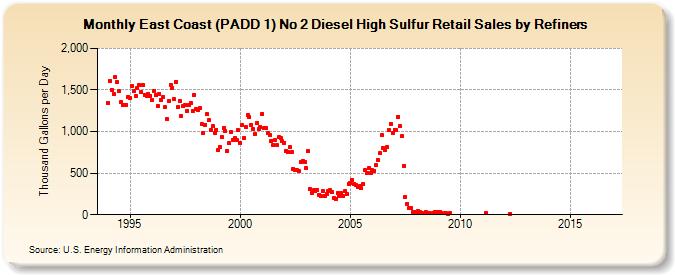 Monthly East Coast (PADD 1) No 2 Diesel High Sulfur Retail Sales by Refiners
Thousand Gallons per Day
2,000
1,500
1,000
500
0
1995 2000 2005 2010 2015
Source: U.S. Energy Information Administration